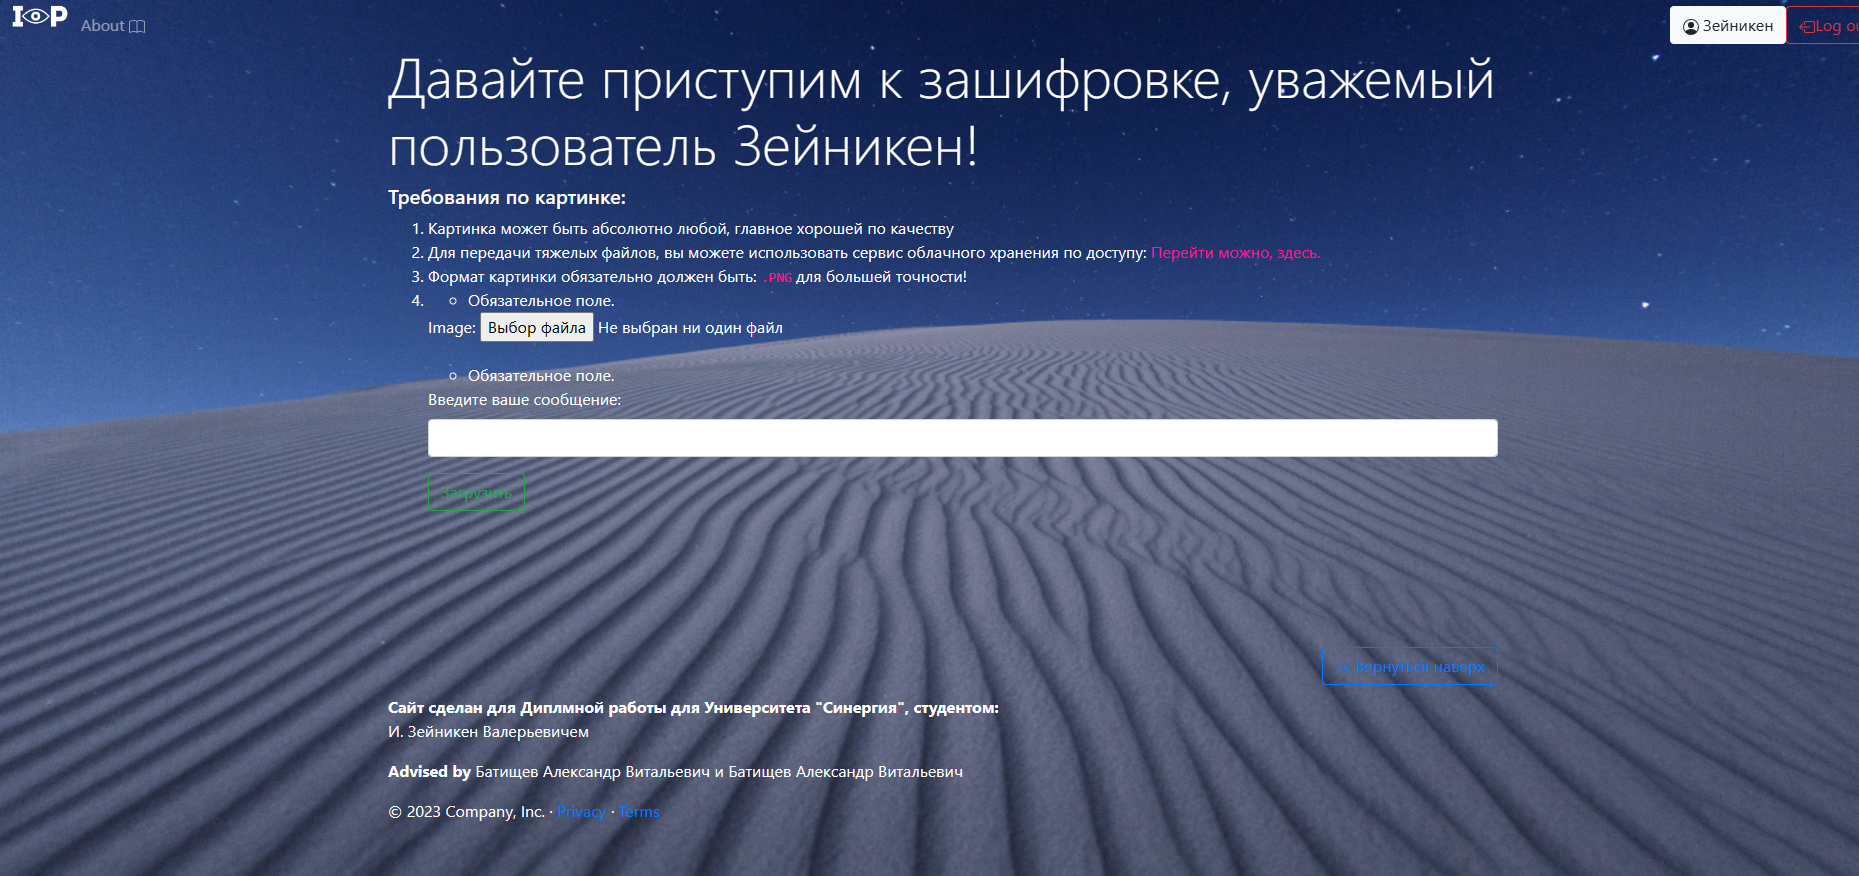 IOP
About
Зейникен
Log ou
Давайте приступим к зашифровке, уважаемый
пользователь Зейникен!
Требования по картинке:
1. Картинка может быть абсолютно любой, главное хорошей по качеству
2. Для передачи тяжелых файлов, вы можете использовать сервис облачного хранения по доступу: Перейти можно, здесь.
3. Формат картинки обязательно должен быть: .PNG для большей точности!
4. ◦ Обязательное поле.
Image: Выбор файла Не выбран ни один файл
◦ Обязательное поле.
Введите ваше сообщение:
Загрузить
Вернуться наверх
Сайт сделан для Диплмной работы для Университета "Синергия", студентом:
И. Зейникен Валерьевичем
Advised by Батищев Александр Витальевич и Батищев Александр Витальевич
© 2023 Company, Inc. · Privacy · Terms